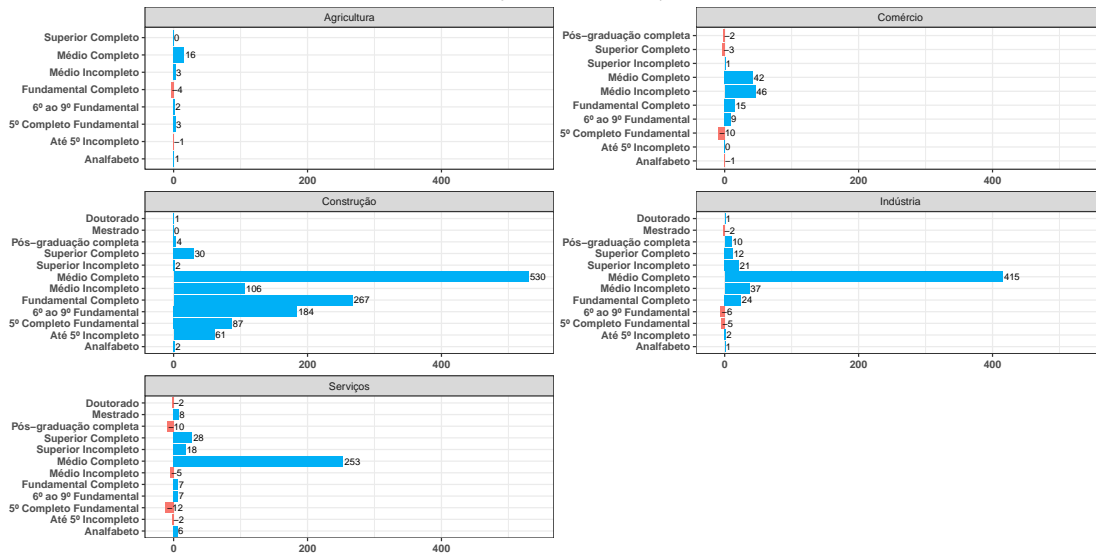 Agricultura
Superior Completo 0
Médio Completo 16
Médio Incompleto 3
Fundamental Completo −4
6º ao 9º Fundamental 2
5º Completo Fundamental 3
Até 5º Incompleto −1
Analfabeto 1
0 200 400
Comércio
Pós−graduação completa −2
Superior Completo −3
Superior Incompleto 1
Médio Completo 42
Médio Incompleto 46
Fundamental Completo 15
6º ao 9º Fundamental 9
5º Completo Fundamental −10
Até 5º Incompleto 0
Analfabeto −1
0 200 400
Construção
Doutorado 1
Mestrado 0
Pós−graduação completa 4
Superior Completo 30
Superior Incompleto 2
Médio Completo 530
Médio Incompleto 106
Fundamental Completo 267
6º ao 9º Fundamental 184
5º Completo Fundamental 87
Até 5º Incompleto 61
Analfabeto 2
0 200 400
Indústria
Doutorado 1
Mestrado −2
Pós−graduação completa 10
Superior Completo 12
Superior Incompleto 21
Médio Completo 415
Médio Incompleto 37
Fundamental Completo 24
6º ao 9º Fundamental −6
5º Completo Fundamental −5
Até 5º Incompleto 2
Analfabeto 1
0 200 400
Serviços
Doutorado −2
Mestrado 8
Pós−graduação completa −10
Superior Completo 28
Superior Incompleto 18
Médio Completo 253
Médio Incompleto −5
Fundamental Completo 7
6º ao 9º Fundamental 7
5º Completo Fundamental −12
Até 5º Incompleto −2
Analfabeto 6
0 200 400